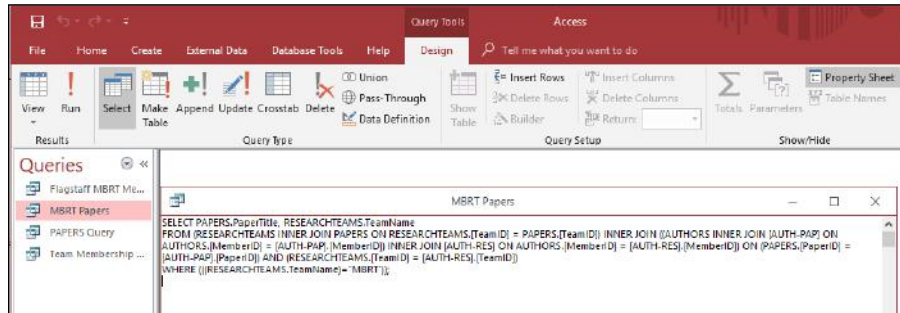 Query Tools
Access
File Home Create External Data Database Tools Help Design Tell me what you want to do
View
Run
Select
Make Table
Append
Update
Crosstab
Delete
Union
Pass-Through
Data Definition
Show Table
Insert Rows
Delete Rows
Builder
Insert Columns
Delete Columns
Return:
Totals
Parameters
Property Sheet
Table Names
Results
Query Type
Query Setup
Show/Hide
Queries
Flagstaff MBRT Me...
MBRT Papers
PAPERS Query
Team Membership ...
MBRT Papers
SELECT PAPERS.PaperTitle, RESEARCHTEAMS.TeamName
FROM (RESEARCHTEAMS INNER JOIN PAPERS ON RESEARCHTEAMS.[TeamID] = PAPERS.[TeamID]) INNER JOIN ((AUTHORS INNER JOIN [AUTH-PAP] ON
AUTHORS.[MemberID] = [AUTH-PAP].[MemberID]) INNER JOIN [AUTH-RES] ON AUTHORS.[MemberID] = [AUTH-RES].[MemberID]) ON (PAPERS.[PaperID] =
[AUTH-PAP].[PaperID]) AND (RESEARCHTEAMS.[TeamID] = [AUTH-RES].[TeamID])
WHERE (((RESEARCHTEAMS.TeamName)="MBRT"));